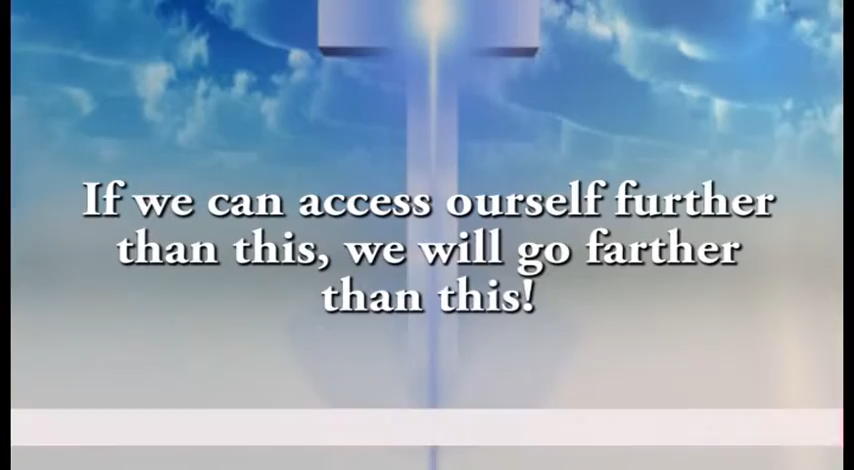 If we can access ourself further
than this, we will go farther
than this!